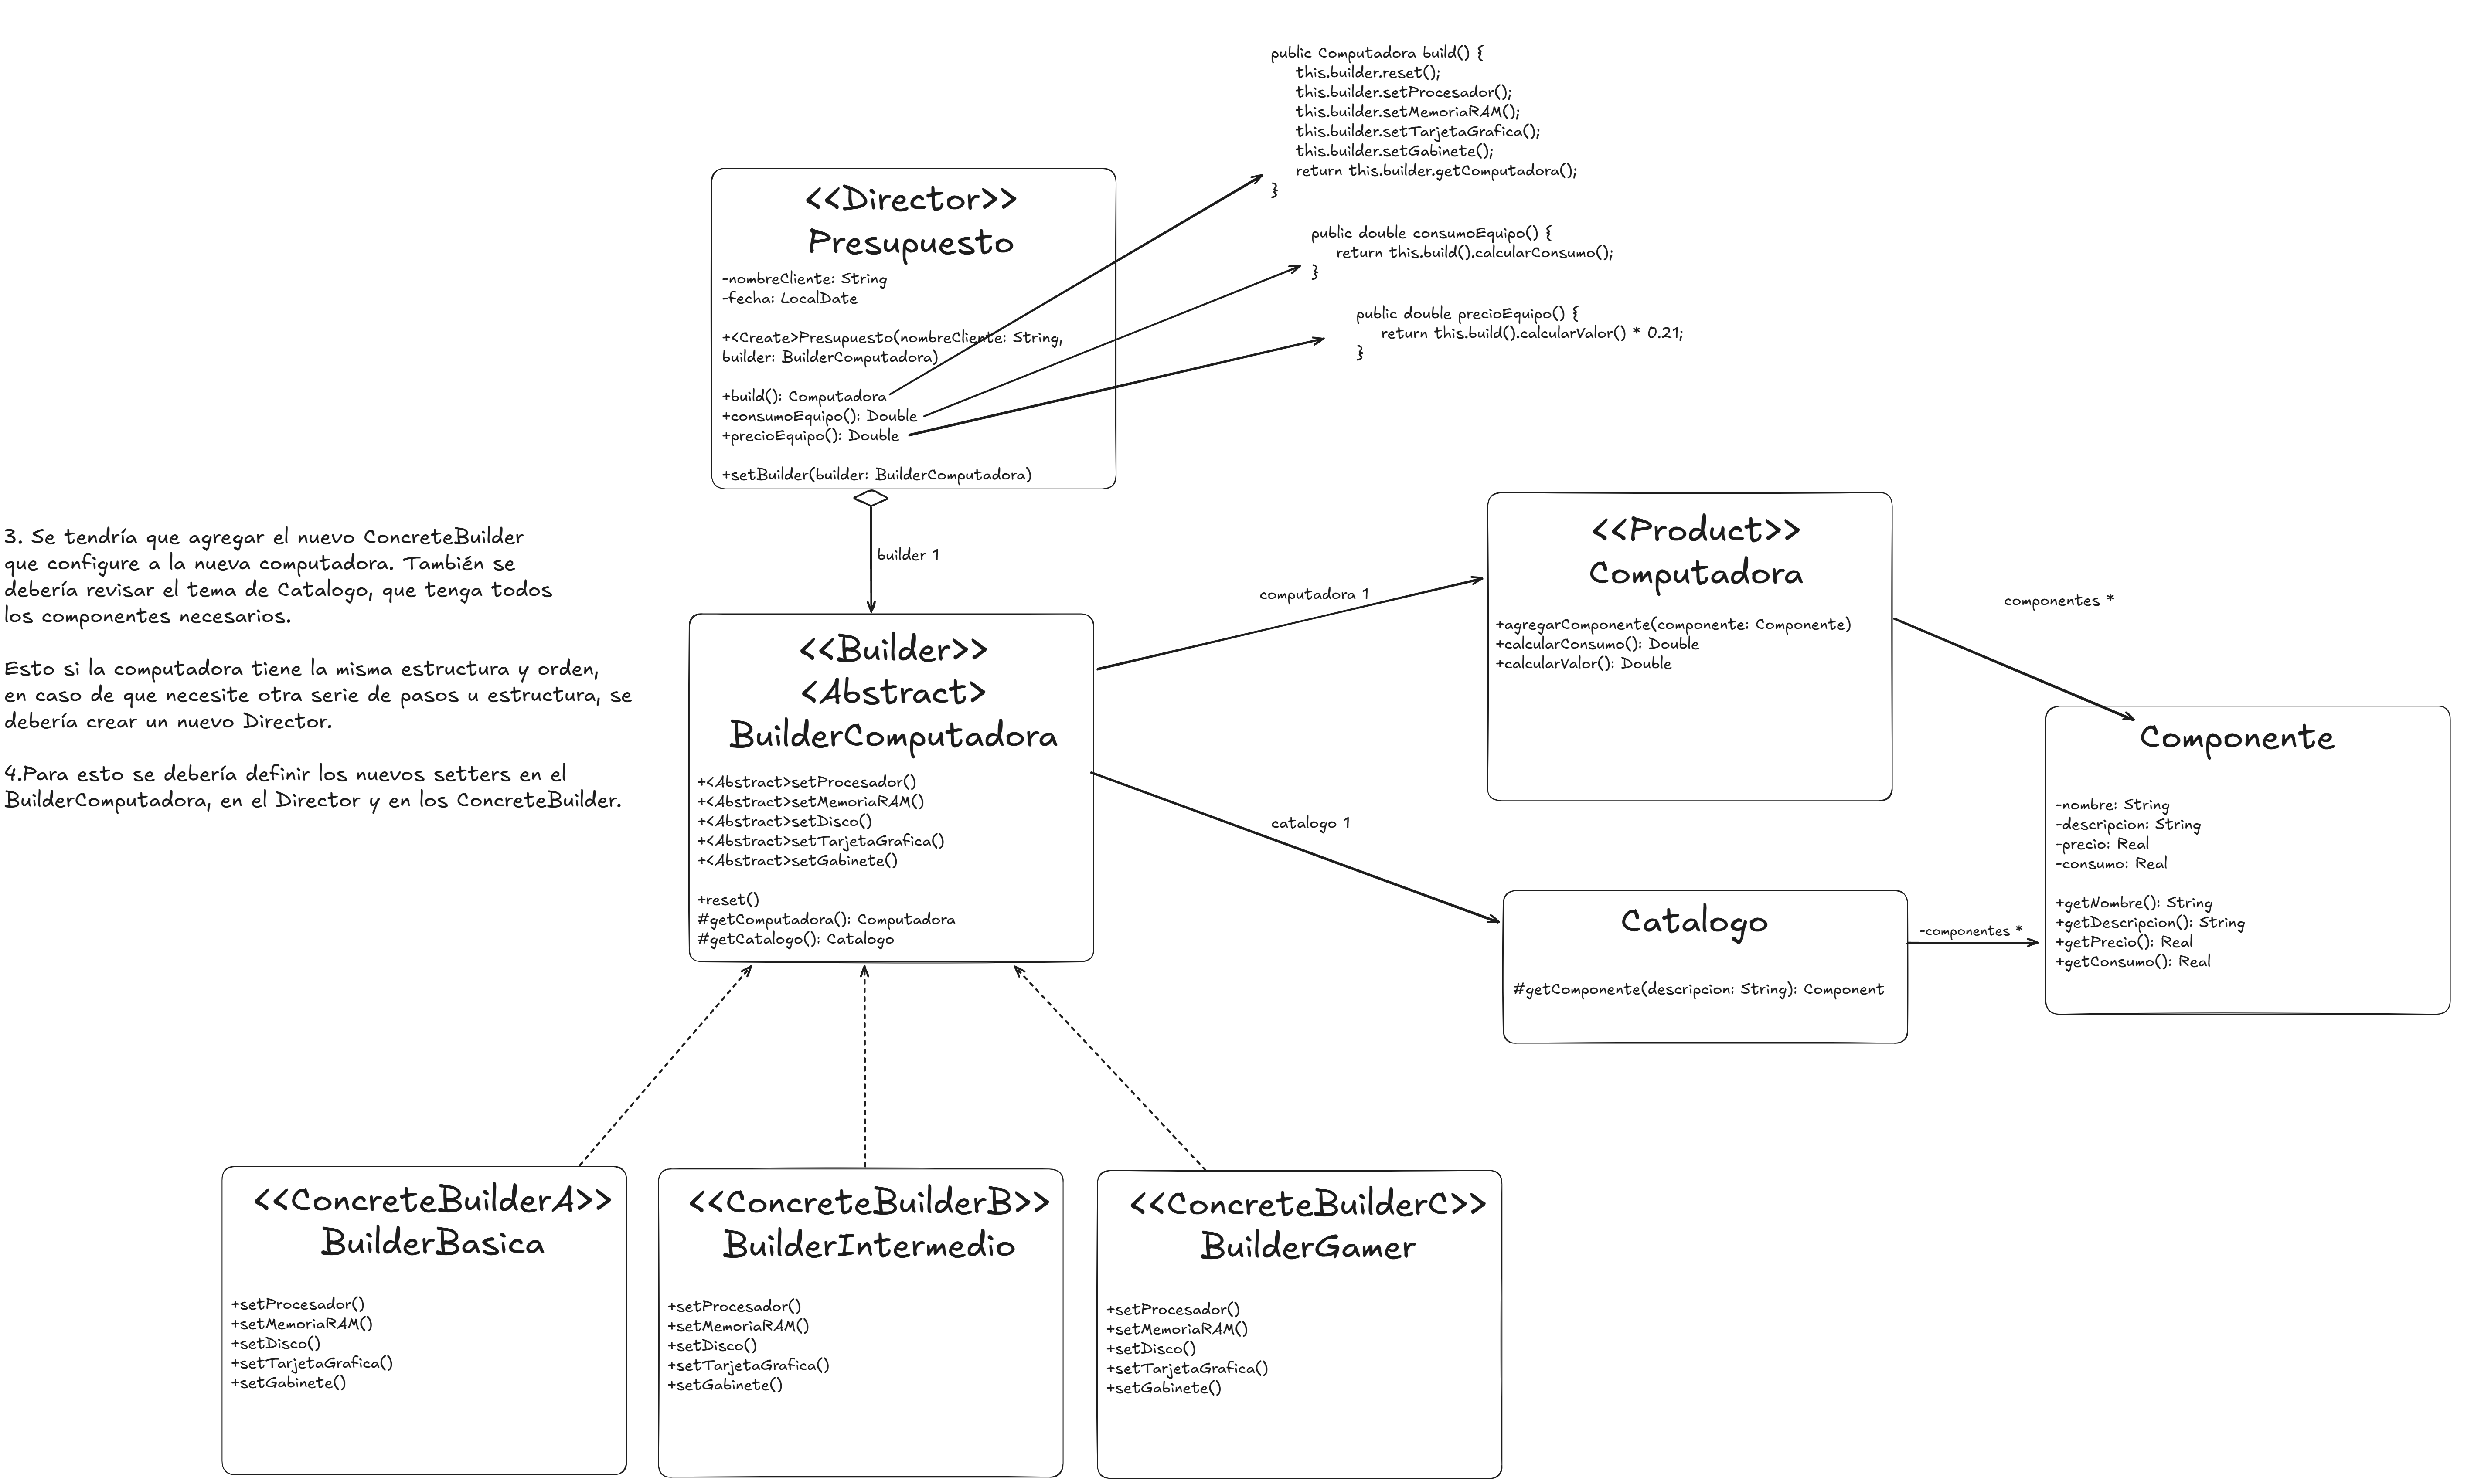 public Computadora build() {
this.builder.reset();
this.builder.setProcesador();
this.builder.setMemoriaRAM();
this.builder.setTarjetaGrafica();
this.builder.setGabinete();
return this.builder.getComputadora();
}
public double consumoEquipo() {
return this.build().calcularConsumo();
}
public double precioEquipo() {
return this.build().calcularValor() * 0.21;
}
<<Director>>
Presupuesto
-nombreCliente: String
-fecha: LocalDate
+<Create>Presupuesto(nombreCliente: String,
builder: BuilderComputadora)
+build(): Computadora
+consumoEquipo(): Double
+precioEquipo(): Double
+setBuilder(builder: BuilderComputadora)
builder 1
3. Se tendría que agregar el nuevo ConcreteBuilder
que configure a la nueva computadora. También se
debería revisar el tema de Catalogo, que tenga todos
los componentes necesarios.
Esto si la computadora tiene la misma estructura y orden,
en caso de que necesite otra serie de pasos u estructura, se
debería crear un nuevo Director.
4.Para esto se debería definir los nuevos setters en el
BuilderComputadora, en el Director y en los ConcreteBuilder.
<<Builder>>
<Abstract>
BuilderComputadora
+<Abstract>setProcesador()
+<Abstract>setMemoriaRAM()
+<Abstract>setDisco()
+<Abstract>setTarjetaGrafica()
+<Abstract>setGabinete()
+reset()
#getComputadora(): Computadora
#getCatalogo(): Catalogo
computadora 1
<<Product>>
Computadora
+agregarComponente(componente: Componente)
+calcularConsumo(): Double
+calcularValor(): Double
componentes *
Componente
-nombre: String
-descripcion: String
-precio: Real
-consumo: Real
+getNombre(): String
+getDescripcion(): String
+getPrecio(): Real
+getConsumo(): Real
catalogo 1
Catalogo
#getComponente(descripcion: String): Component
-componentes *
<<ConcreteBuilderA>>
BuilderBasica
+setProcesador()
+setMemoriaRAM()
+setDisco()
+setTarjetaGrafica()
+setGabinete()
<<ConcreteBuilderB>>
BuilderIntermedio
+setProcesador()
+setMemoriaRAM()
+setDisco()
+setTarjetaGrafica()
+setGabinete()
<<ConcreteBuilderC>>
BuilderGamer
+setProcesador()
+setMemoriaRAM()
+setDisco()
+setTarjetaGrafica()
+setGabinete()